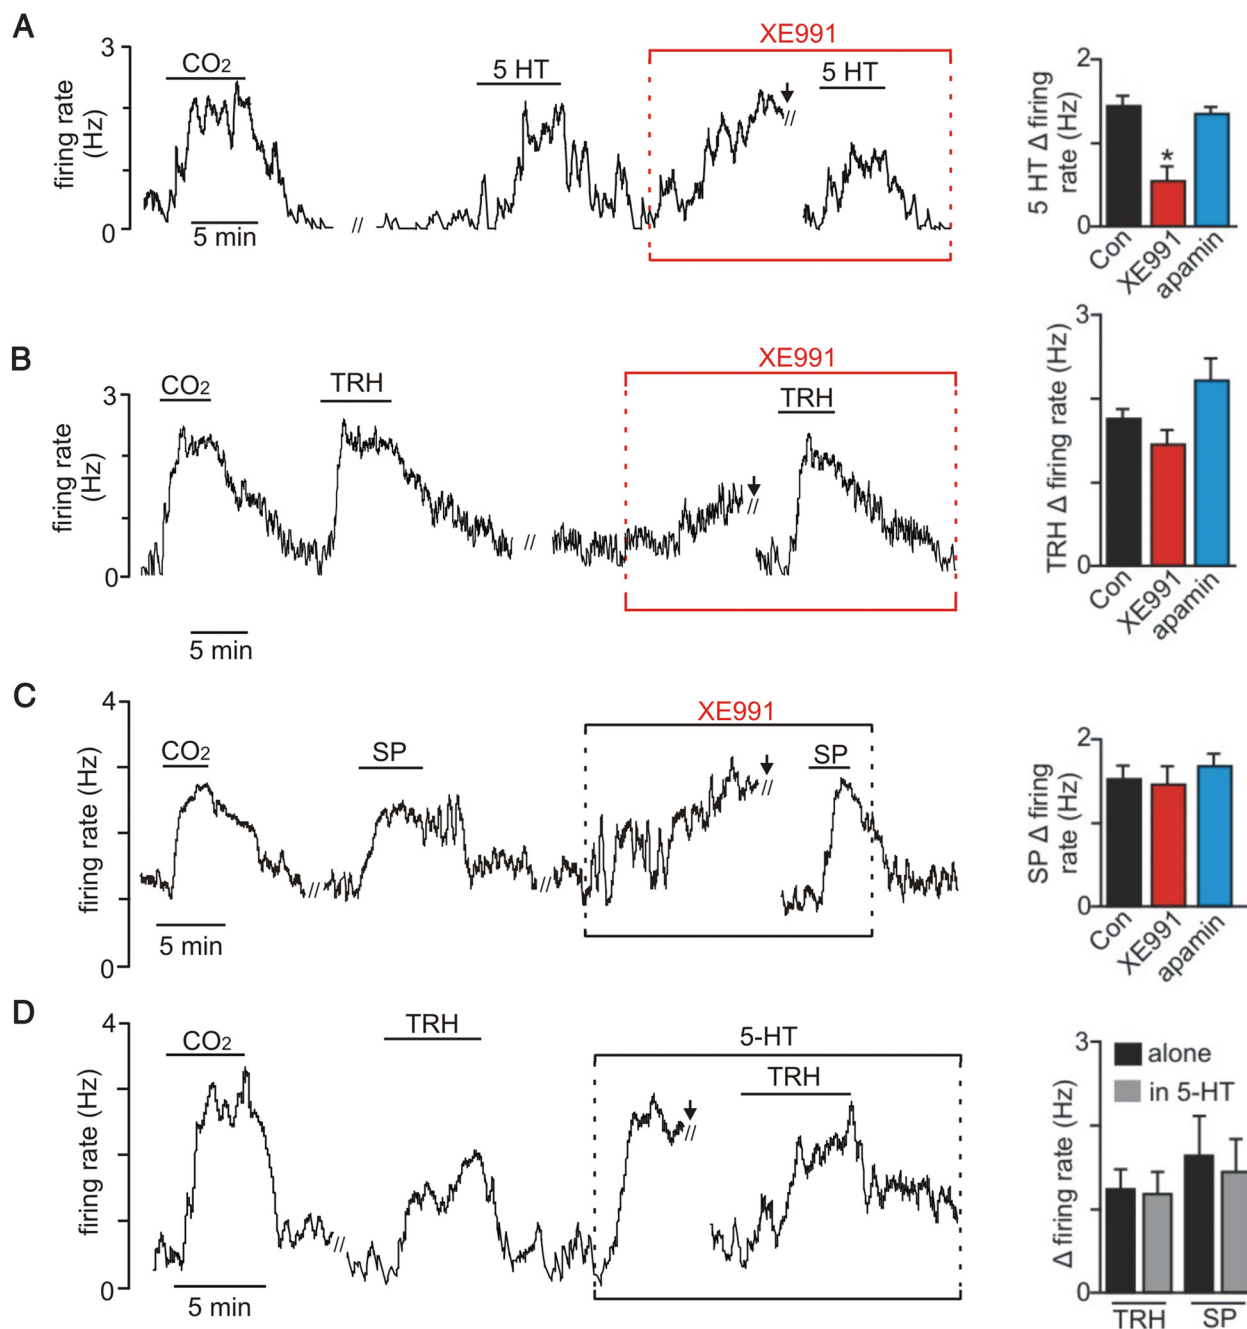 A
3
0
firing rate
(Hz)
CO2
5 min
//
5 HT
XE991
//
5 HT
2
0
5 HT Δ firing
rate (Hz)
*
Con
XE991
apamin
B
3
0
firing rate
(Hz)
CO2
TRH
5 min
//
XE991
//
TRH
3
0
TRH Δ firing rate (Hz)
Con
XE991
apamin
C
4
0
firing rate (Hz)
CO2
5 min
//
SP
//
XE991
//
SP
2
0
SP Δ firing
rate (Hz)
Con
XE991
apamin
D
4
0
firing rate (Hz)
CO2
5 min
//
TRH
5-HT
//
TRH
3
0
Δ firing rate (Hz)
alone
in 5-HT
TRH
SP